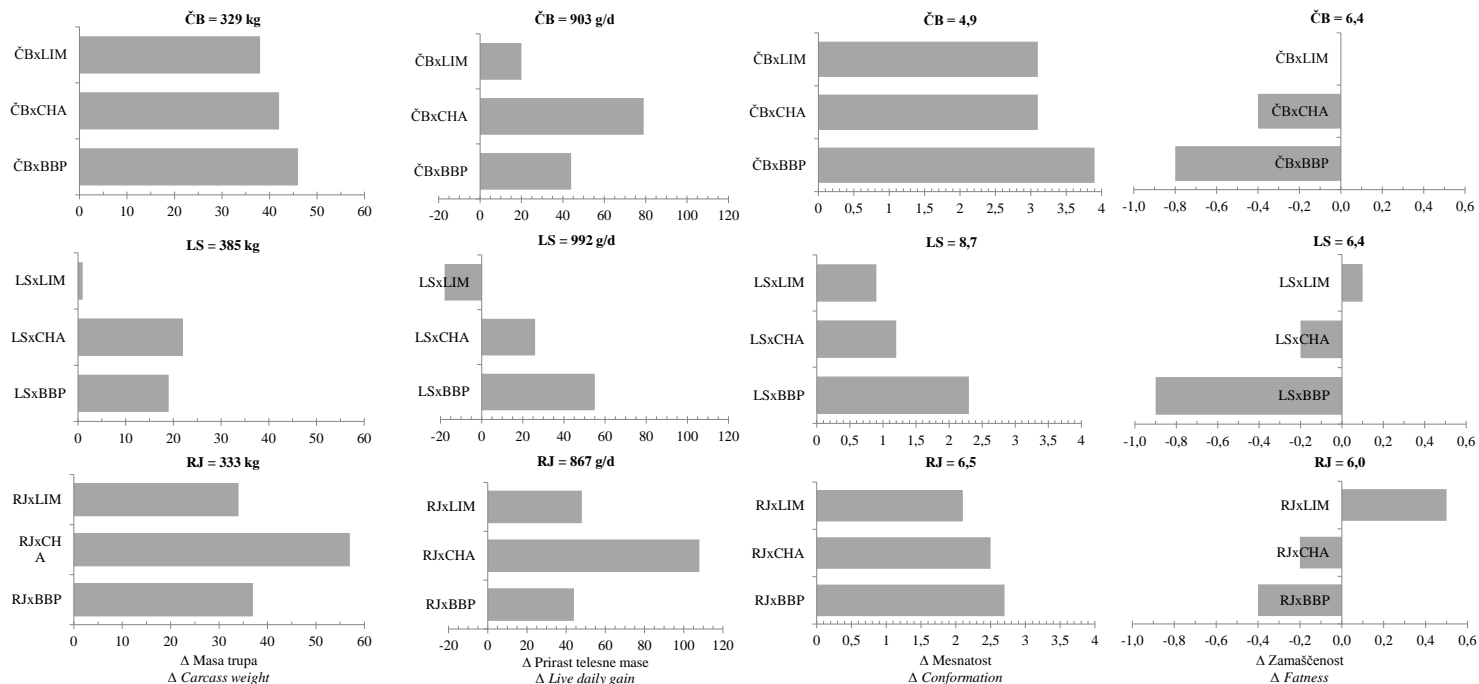 ČB = 329 kg
ČBxLIM
ČBxCHA
ČBxBBP
0 10 20 30 40 50 60
ČB = 903 g/d
ČBxLIM
ČBxCHA
ČBxBBP
-20 0 20 40 60 80 100 120
ČB = 4,9
ČBxLIM
ČBxCHA
ČBxBBP
0 0,5 1 1,5 2 2,5 3 3,5 4
ČB = 6,4
ČBxLIM
ČBxCHA
ČBxBBP
-1,0 -0,8 -0,6 -0,4 -0,2 0,0 0,2 0,4 0,6
LS = 385 kg
LSxLIM
LSxCHA
LSxBBP
0 10 20 30 40 50 60
LS = 992 g/d
LSxLIM
LSxCHA
LSxBBP
-20 0 20 40 60 80 100 120
LS = 8,7
LSxLIM
LSxCHA
LSxBBP
0 0,5 1 1,5 2 2,5 3 3,5 4
LS = 6,4
LSxLIM
LSxCHA
LSxBBP
-1,0 -0,8 -0,6 -0,4 -0,2 0,0 0,2 0,4 0,6
RJ = 333 kg
RJxLIM
RJxCH
A
RJxBBP
0 10 20 30 40 50 60
Δ Masa trupa
Δ Carcass weight
RJ = 867 g/d
RJxLIM
RJxCHA
RJxBBP
-20 0 20 40 60 80 100 120
Δ Prirast telesne mase
Δ Live daily gain
RJ = 6,5
RJxLIM
RJxCHA
RJxBBP
0 0,5 1 1,5 2 2,5 3 3,5 4
Δ Mesnatost
Δ Conformation
RJ = 6,0
RJxLIM
RJxCHA
RJxBBP
-1,0 -0,8 -0,6 -0,4 -0,2 0,0 0,2 0,4 0,6
Δ Zamaščenost
Δ Fatness